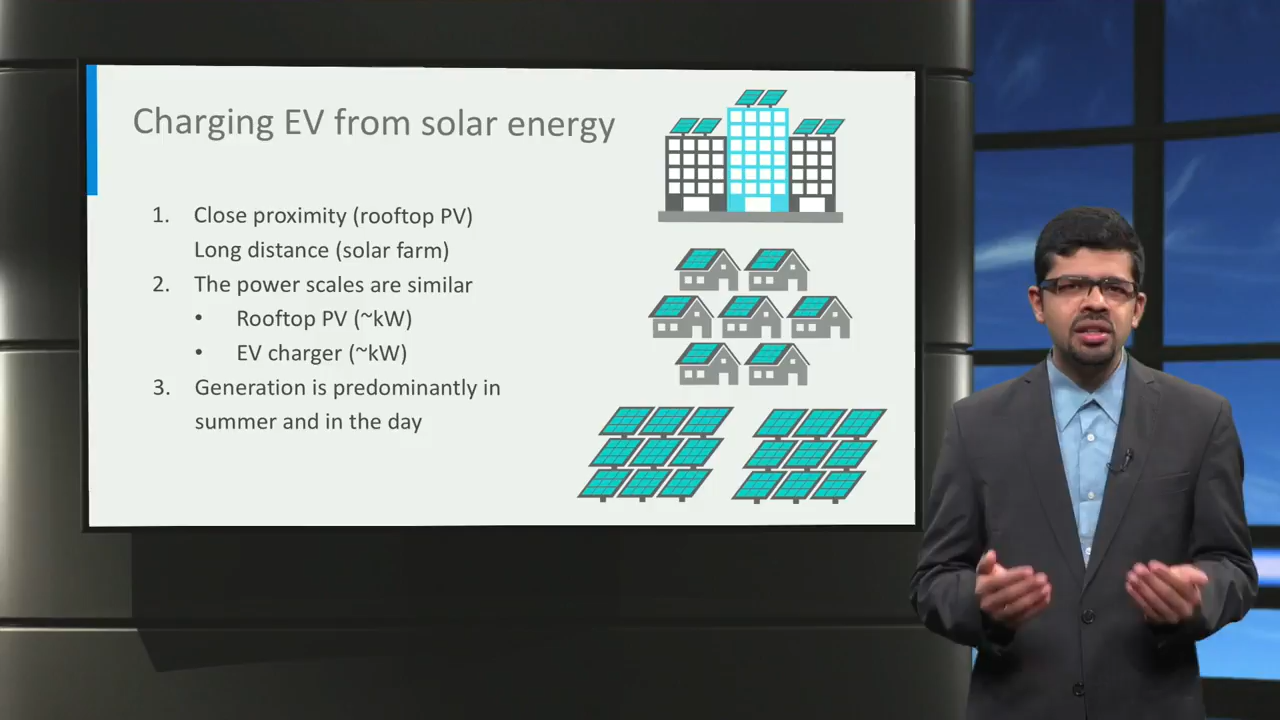 Charging EV from solar energy
1. Close proximity (rooftop PV)
Long distance (solar farm)
2. The power scales are similar
• Rooftop PV (~kW)
• EV charger (~kW)
3. Generation is predominantly in
summer and in the day